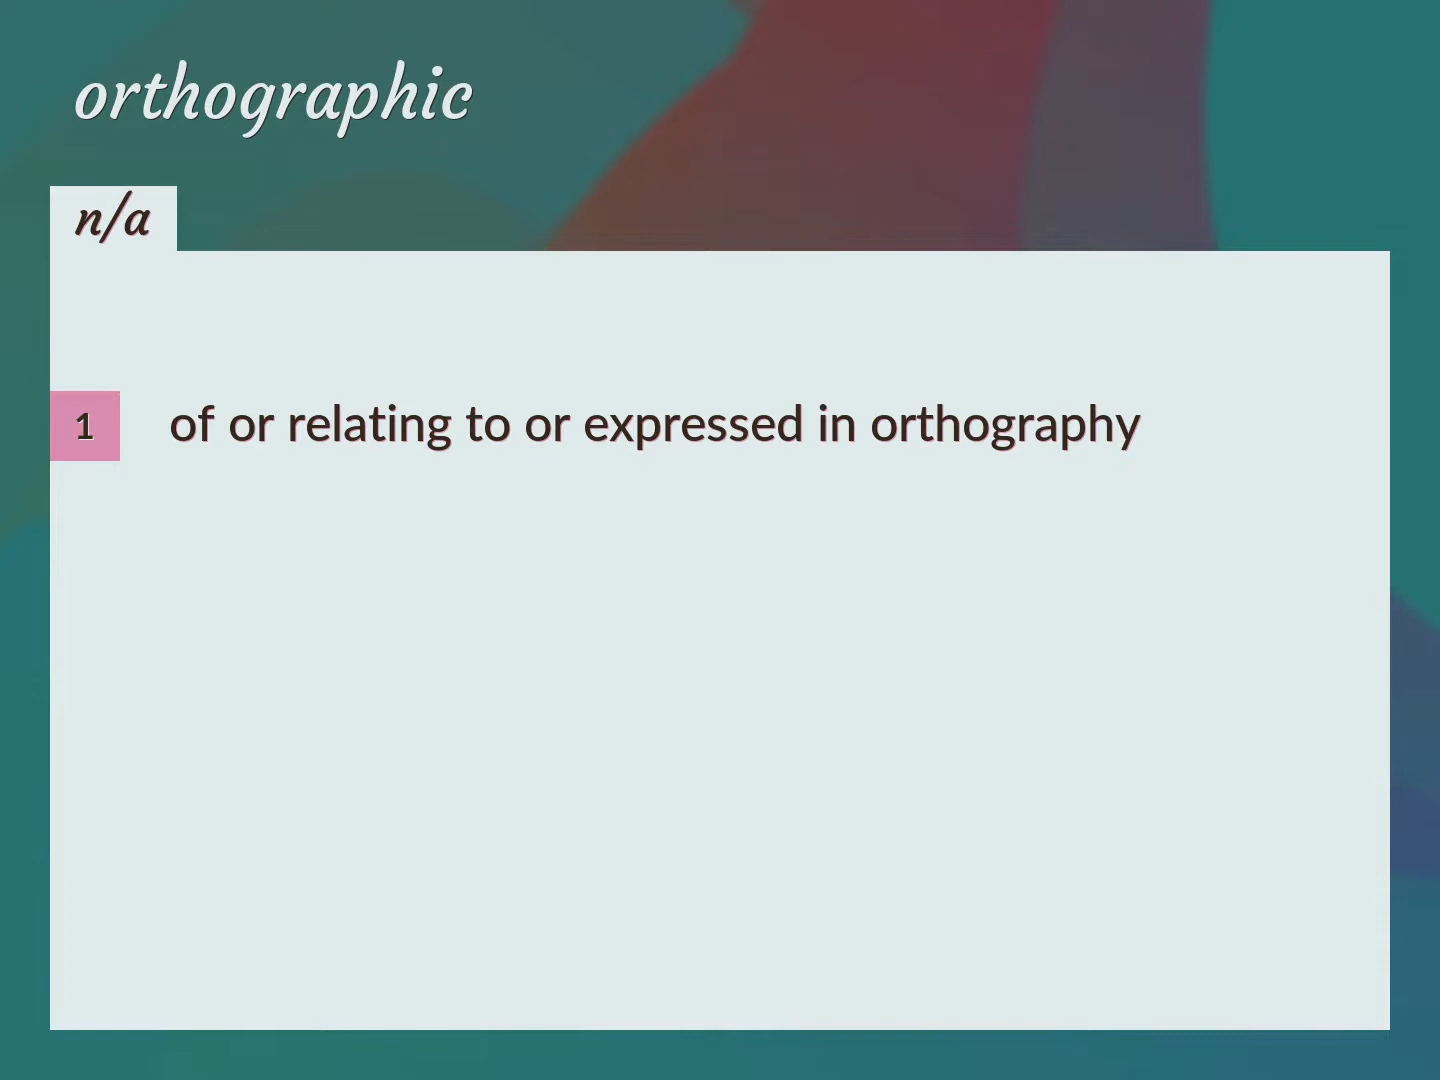 orthographic
n/a
1 of or relating to or expressed in orthography